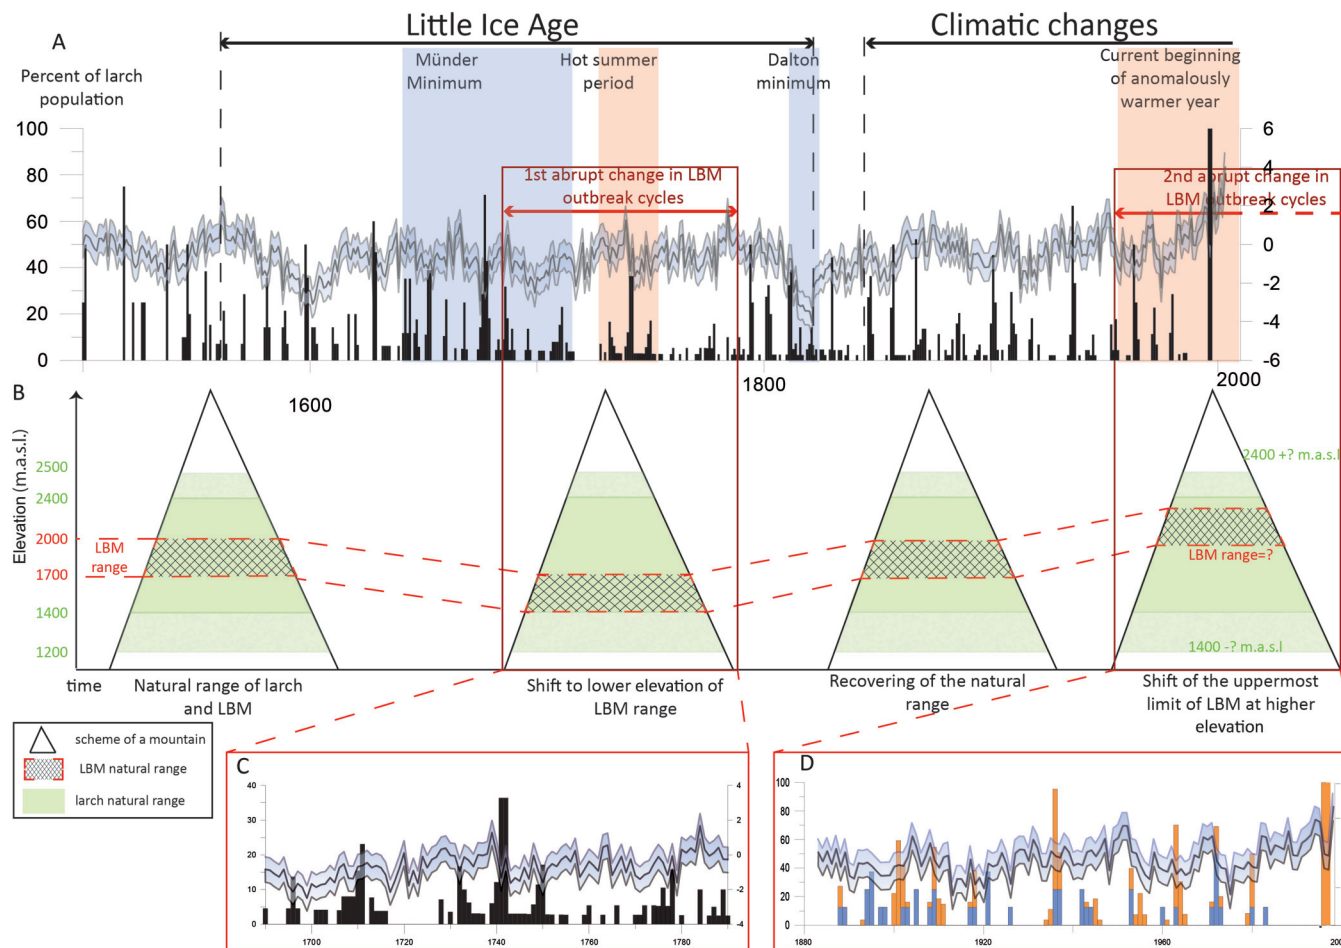 A
Little Ice Age
Climatic changes
Percent of larch
population
Münder
Minimum
Hot summer
period
Dalton
minimum
Current beginning
of anomalously
warmer year
100
80
60
40
20
0
6
4
2
0
-2
-4
-6
1st abrupt change in LBM
outbreak cycles
2nd abrupt change in
LBM outbreak cycles
1600
1800
2000
B
Elevation (m.a.s.l.)
2500
2400
2000
1700
1400
1200
LBM
range
2400 +? m.a.s.l
LBM range=?
1400 -? m.a.s.l
time
Natural range of larch
and LBM
Shift to lower elevation of
LBM range
Recovering of the natural
range
Shift of the uppermost
limit of LBM at higher
elevation
scheme of a mountain
LBM natural range
larch natural range
C
40
30
20
10
0
4
2
0
-2
-4
1700
1720
1740
1760
1780
D
100
80
60
40
20
0
1880
1920
1960
200